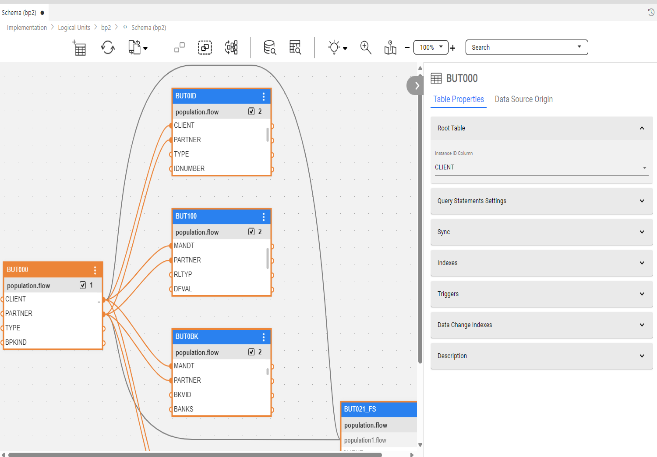 Schema (bp2)
Implementation > Logical Units > bp2 > Schema (bp2)
100%
Search
BUT0ID
population.flow 2
CLIENT
PARTNER
TYPE
IDNUMBER
BUT100
population.flow 2
MANDT
PARTNER
RLTYP
DFVAL
BUT000
population.flow 1
CLIENT
PARTNER
TYPE
BPKIND
BUT0BK
population.flow 2
MANDT
PARTNER
BKVID
BANKS
BUT021_FS
population.flow
population1.flow
BUT000
Table Properties
Data Source Origin
Root Table
Instance ID Column
CLIENT
Query Statements Settings
Sync
Indexes
Triggers
Data Change Indexes
Description